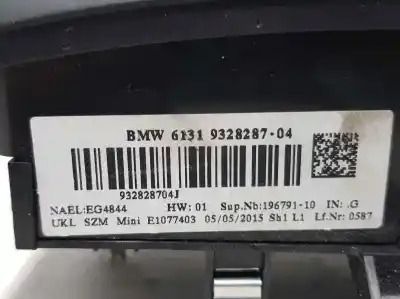 BMW 6131 9328287-04
932828704J
NAEL:EG4844 HW: 01 Sup.Nb:196791-10 IN: .G
UKL SZM Mini E1077403 05/05/2015 Sh1 L1 Lf.Nr: 0587